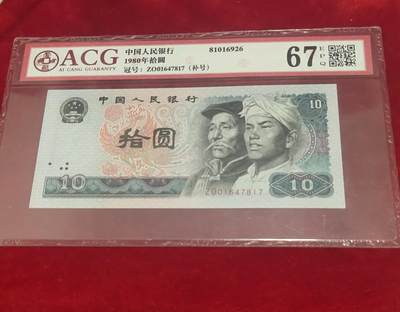 ACG
AI CANG GUARANTY
中国人民银行 81016926
1980年拾圆
冠号: ZO01647817 (补号)
67 EPQ
中国人民银行
10
拾圆
10
ZO01647817
10